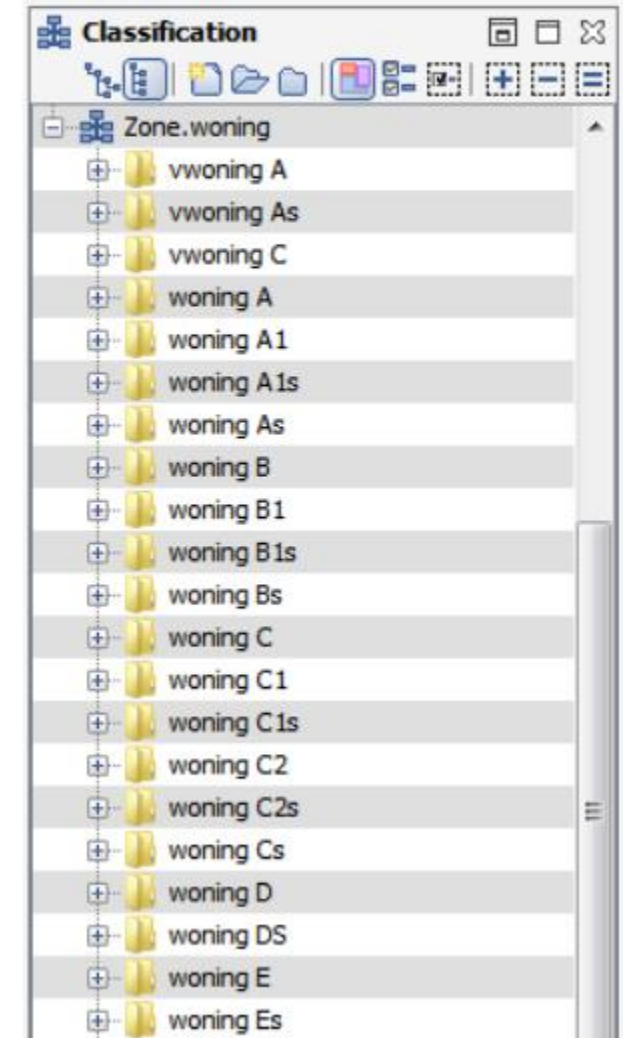 Classification
Zone.woning
vwoning A
vwoning As
vwoning C
woning A
woning A1
woning A1s
woning As
woning B
woning B1
woning B1s
woning Bs
woning C
woning C1
woning C1s
woning C2
woning C2s
woning Cs
woning D
woning DS
woning E
woning Es